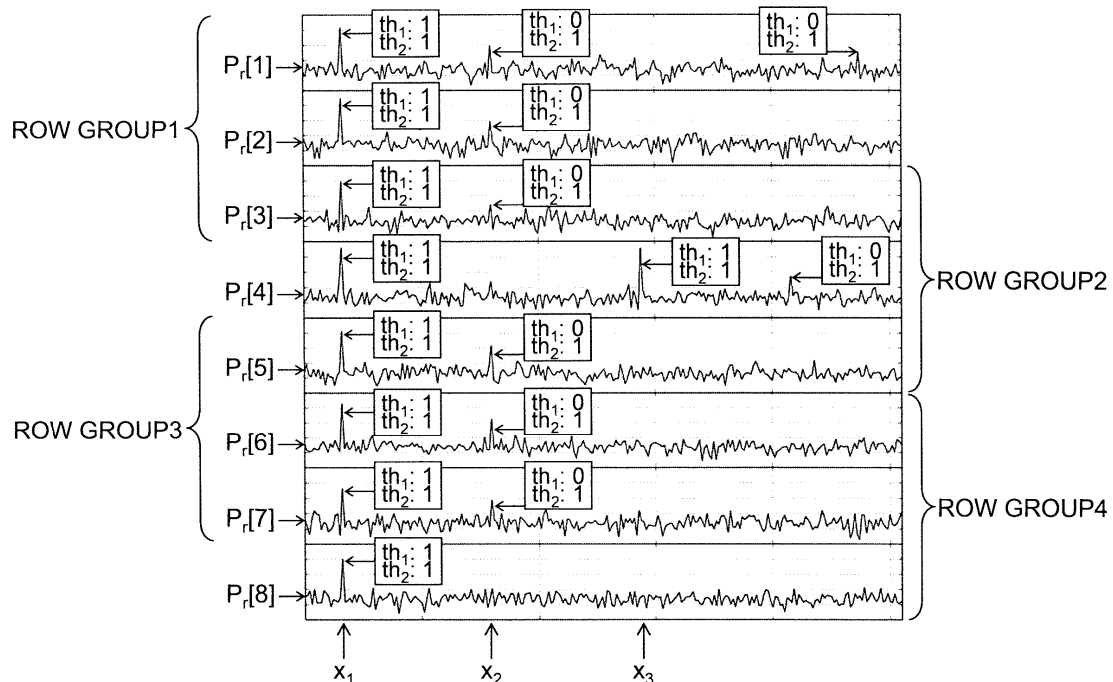 th₁: 1
th₂: 1
th₁: 0
th₂: 1
th₁: 0
th₂: 1
Pᵣ[1]
th₁: 1
th₂: 1
th₁: 0
th₂: 1
ROW GROUP1
Pᵣ[2]
th₁: 1
th₂: 1
th₁: 0
th₂: 1
Pᵣ[3]
th₁: 1
th₂: 1
th₁: 1
th₂: 1
th₁: 0
th₂: 1
ROW GROUP2
Pᵣ[4]
th₁: 1
th₂: 1
th₁: 0
th₂: 1
Pᵣ[5]
th₁: 1
th₂: 1
th₁: 0
th₂: 1
ROW GROUP3
Pᵣ[6]
th₁: 1
th₂: 1
th₁: 0
th₂: 1
ROW GROUP4
Pᵣ[7]
th₁: 1
th₂: 1
Pᵣ[8]
x₁
x₂
x₃